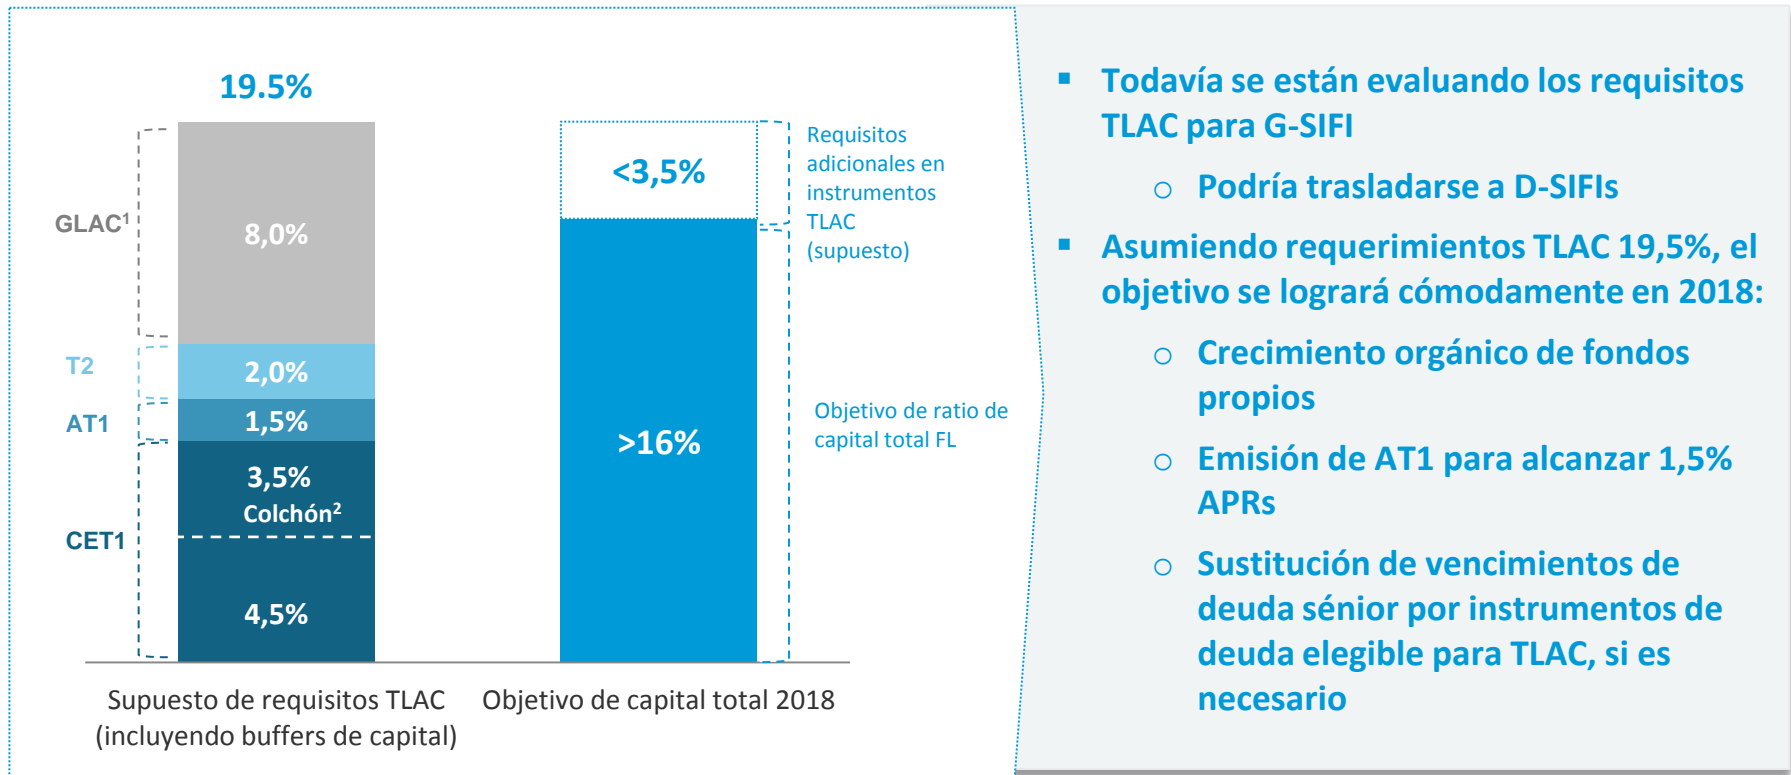 19.5%
GLAC¹
8,0%
T2
2,0%
AT1
1,5%
CET1
3,5%
Colchón²
4,5%
Supuesto de requisitos TLAC
(incluyendo buffers de capital)
<3,5%
>16%
Objetivo de capital total 2018
Requisitos
adicionales en
instrumentos
TLAC
(supuesto)
Objetivo de ratio de
capital total FL
▪ Todavía se están evaluando los requisitos
TLAC para G-SIFI
o Podría trasladarse a D-SIFIs
▪ Asumiendo requerimientos TLAC 19,5%, el
objetivo se logrará cómodamente en 2018:
o Crecimiento orgánico de fondos
propios
o Emisión de AT1 para alcanzar 1,5%
APRs
o Sustitución de vencimientos de
deuda sénior por instrumentos de
deuda elegible para TLAC, si es
necesario